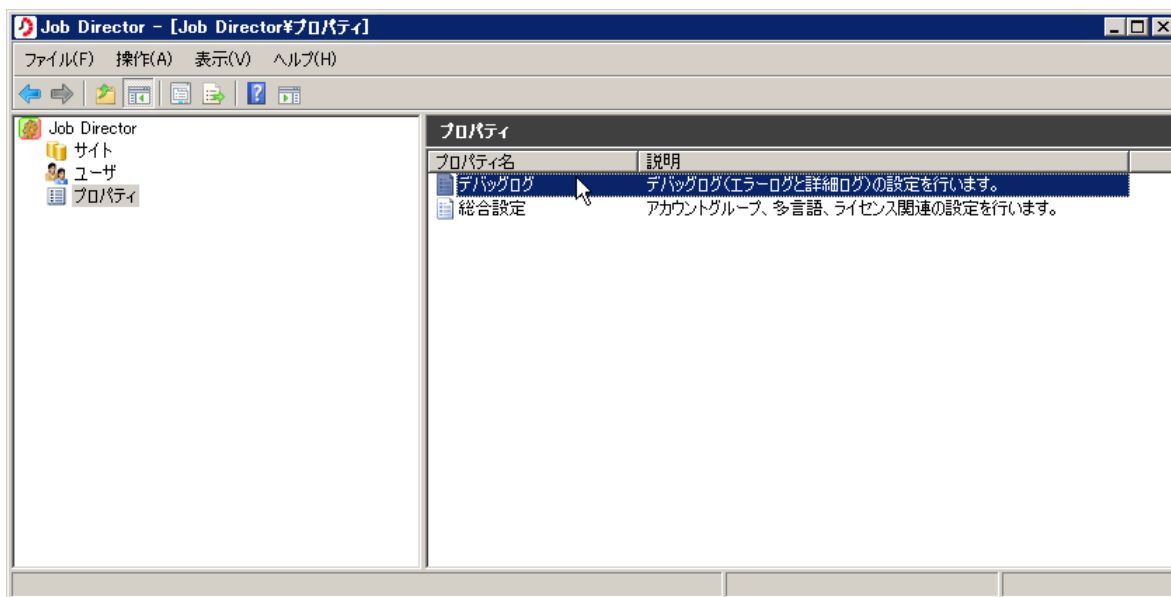 Job Director - [Job Director¥プロパティ]
ファイル(F) 操作(A) 表示(V) ヘルプ(H)
Job Director
サイト
ユーザ
プロパティ
プロパティ
プロパティ名 説明
デバッグログ デバッグログ(エラーログと詳細ログ)の設定を行います。
総合設定 アカウントグループ、多言語、ライセンス関連の設定を行います。